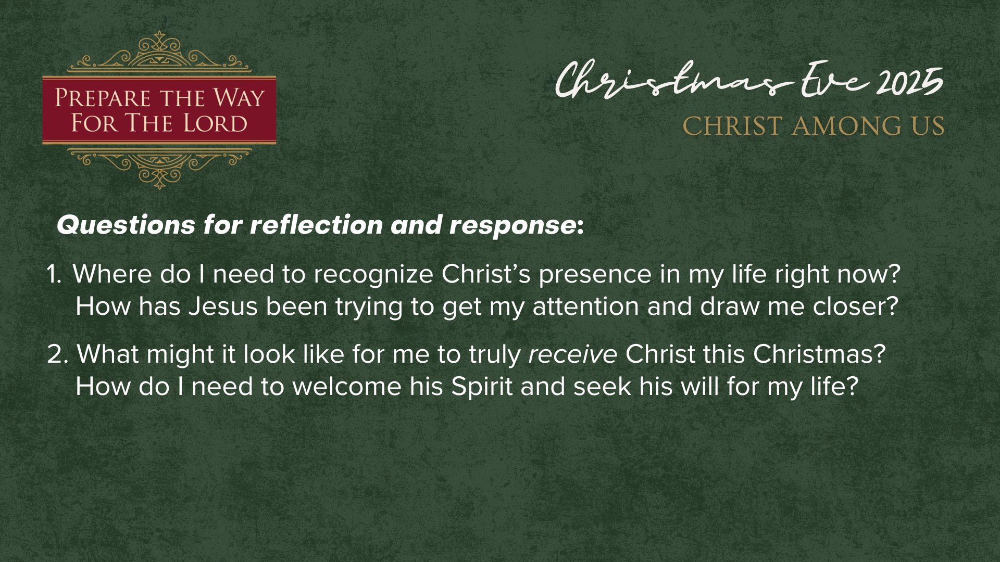 PREPARE THE WAY
FOR THE LORD
Christmas Eve 2025
CHRIST AMONG US
Questions for reflection and response:
1. Where do I need to recognize Christ’s presence in my life right now?
How has Jesus been trying to get my attention and draw me closer?
2. What might it look like for me to truly receive Christ this Christmas?
How do I need to welcome his Spirit and seek his will for my life?